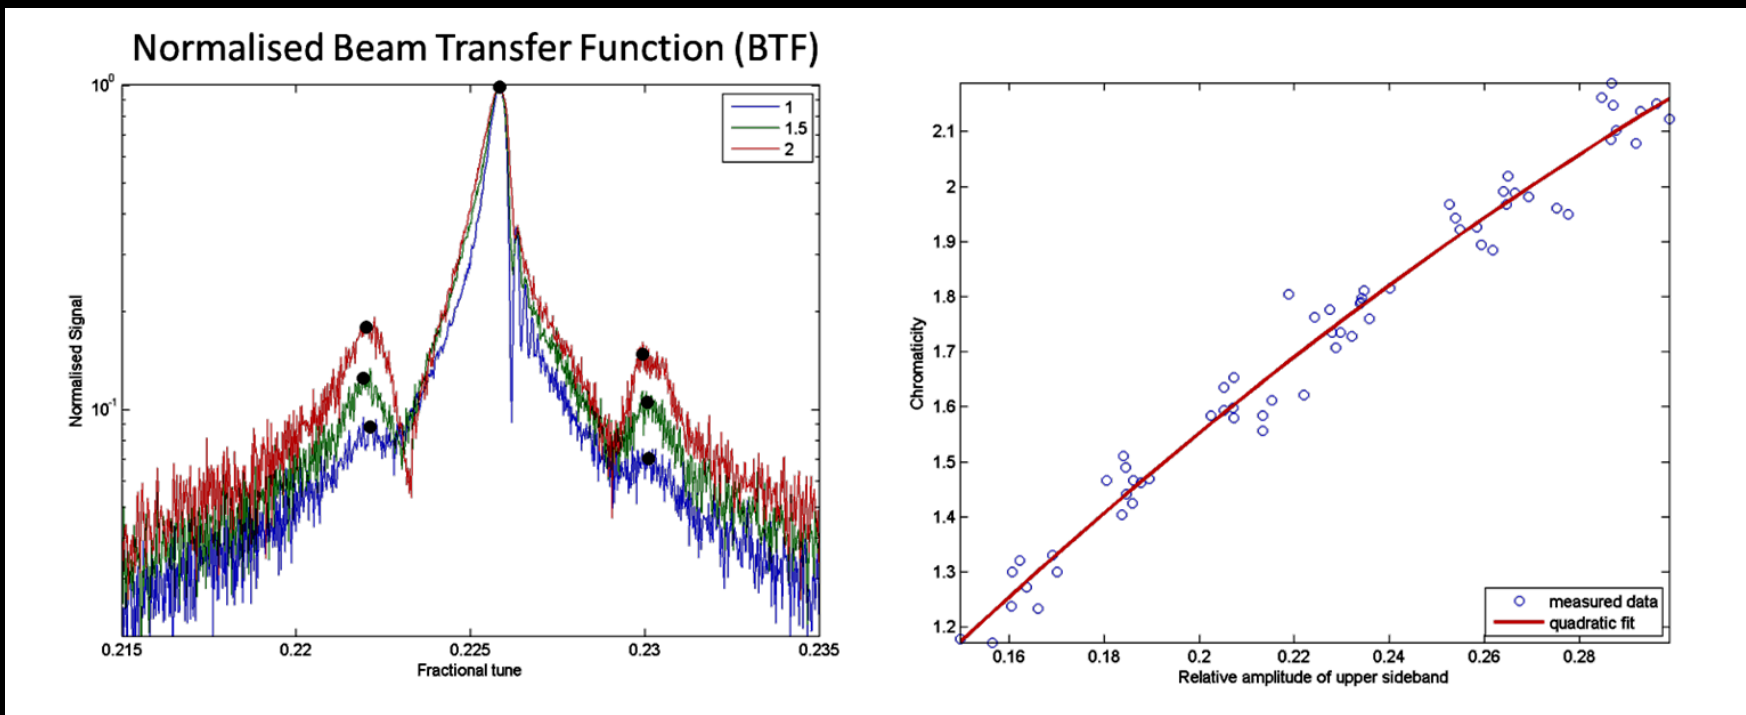 Normalised Beam Transfer Function (BTF)
10⁰
10⁻¹
Normalised Signal
1
1.5
2
0.215 0.22 0.225 0.23 0.235
Fractional tune
2.1
2
1.9
1.8
1.7
1.6
1.5
1.4
1.3
1.2
Chromaticity
measured data
quadratic fit
0.16 0.18 0.2 0.22 0.24 0.26 0.28
Relative amplitude of upper sideband